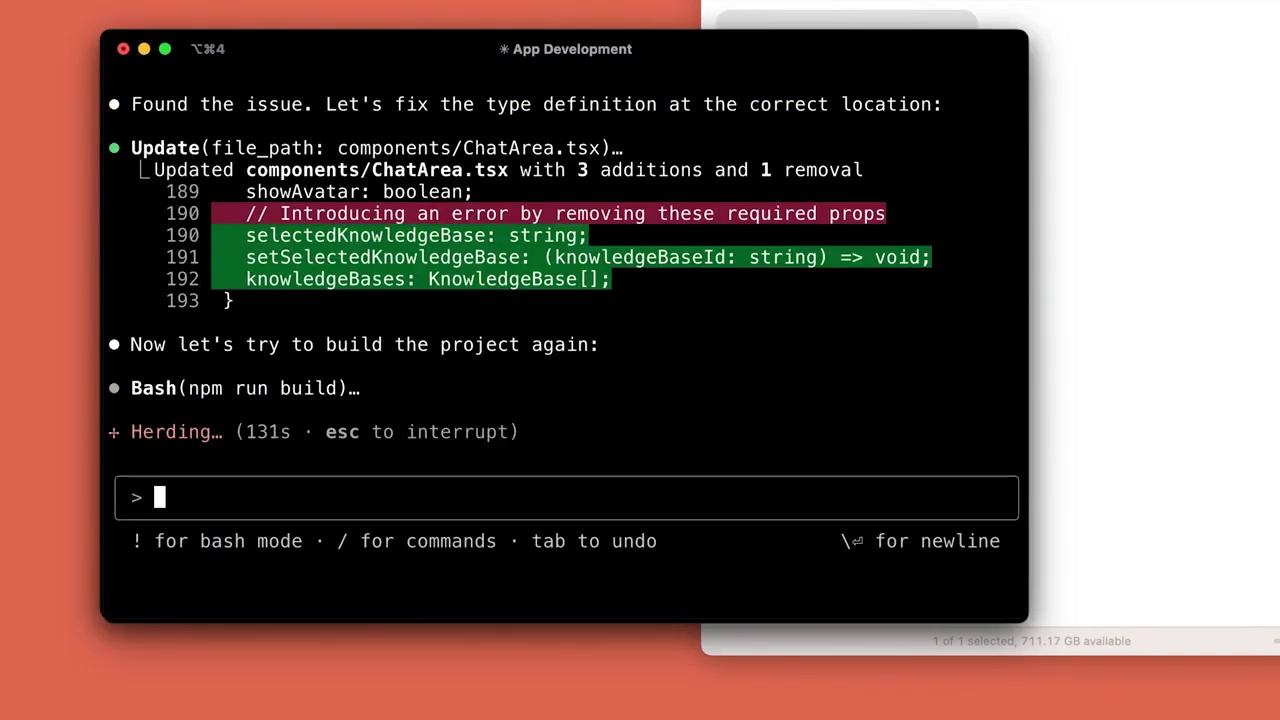 ⌥⌘4
✳ App Development
● Found the issue. Let's fix the type definition at the correct location:
● Update(file_path: components/ChatArea.tsx)…
⎿ Updated components/ChatArea.tsx with 3 additions and 1 removal
189 showAvatar: boolean;
190 // Introducing an error by removing these required props
190 selectedKnowledgeBase: string;
191 setSelectedKnowledgeBase: (knowledgeBaseId: string) => void;
192 knowledgeBases: KnowledgeBase[];
193 }
● Now let's try to build the project again:
● Bash(npm run build)…
✢ Herding… (131s · esc to interrupt)
>
! for bash mode · / for commands · tab to undo
\⏎ for newline
1 of 1 selected, 711.17 GB available